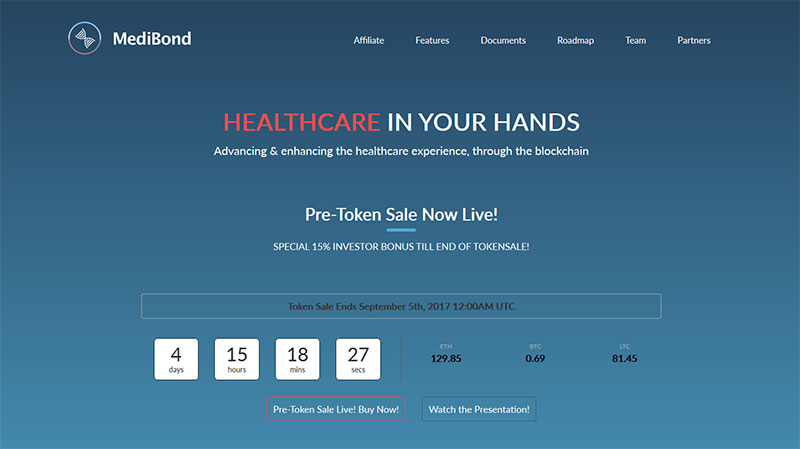 MediBond
Affiliate Features Documents Roadmap Team Partners
HEALTHCARE IN YOUR HANDS
Advancing & enhancing the healthcare experience, through the blockchain
Pre-Token Sale Now Live!
SPECIAL 15% INVESTOR BONUS TILL END OF TOKENSALE!
Token Sale Ends September 5th, 2017 12:00AM UTC
4 15 18 27
days hours mins secs
ETH BTC LTC
129.85 0.69 81.45
Pre-Token Sale Live! Buy Now! Watch the Presentation!